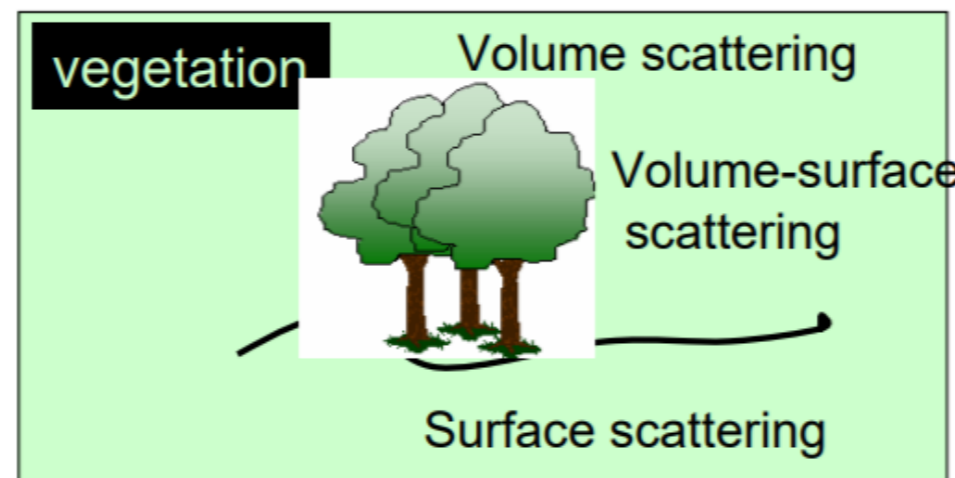 vegetation
Volume scattering
Volume-surface
scattering
Surface scattering